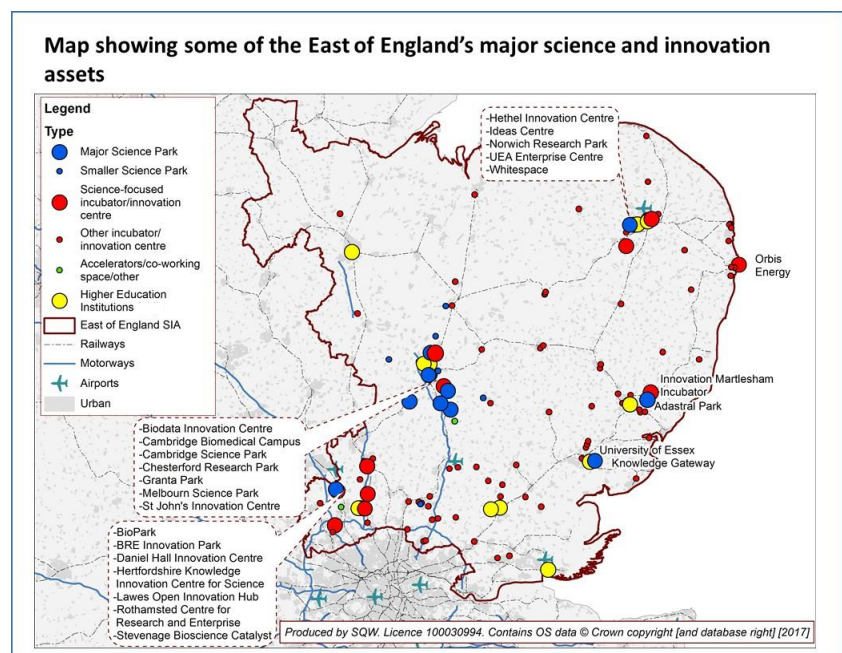 Map showing some of the East of England's major science and innovation
assets
Legend
Type
Major Science Park
Smaller Science Park
Science-focused
incubator/innovation
centre
Other incubator/
innovation centre
Accelerators/co-working
space/other
Higher Education
Institutions
East of England SIA
Railways
Motorways
Airports
Urban
-Hethel Innovation Centre
-Ideas Centre
-Norwich Research Park
-UEA Enterprise Centre
-Whitespace
Orbis
Energy
Innovation Martlesham
Incubator
Adastral Park
University of Essex
Knowledge Gateway
-Biodata Innovation Centre
-Cambridge Biomedical Campus
-Cambridge Science Park
-Chesterford Research Park
-Granta Park
-Melbourn Science Park
-St John's Innovation Centre
-BioPark
-BRE Innovation Park
-Daniel Hall Innovation Centre
-Hertfordshire Knowledge
Innovation Centre for Science
-Lawes Open Innovation Hub
-Rothamsted Centre for
Research and Enterprise
-Stevenage Bioscience Catalyst
Produced by SQW. Licence 100030994. Contains OS data © Crown copyright [and database right] [2017]